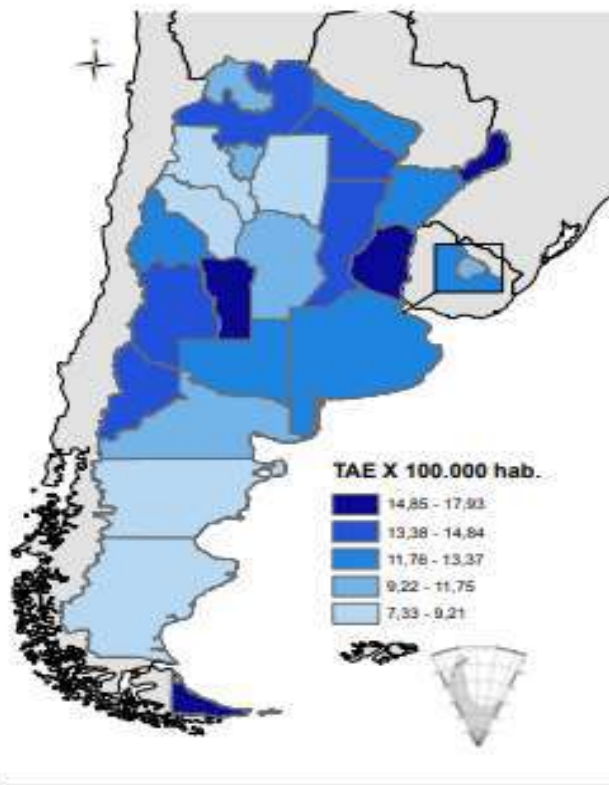 TAE X 100.000 hab.
14,85 - 17,93
13,38 - 14,84
11,76 - 13,37
9,22 - 11,75
7,33 - 9,21